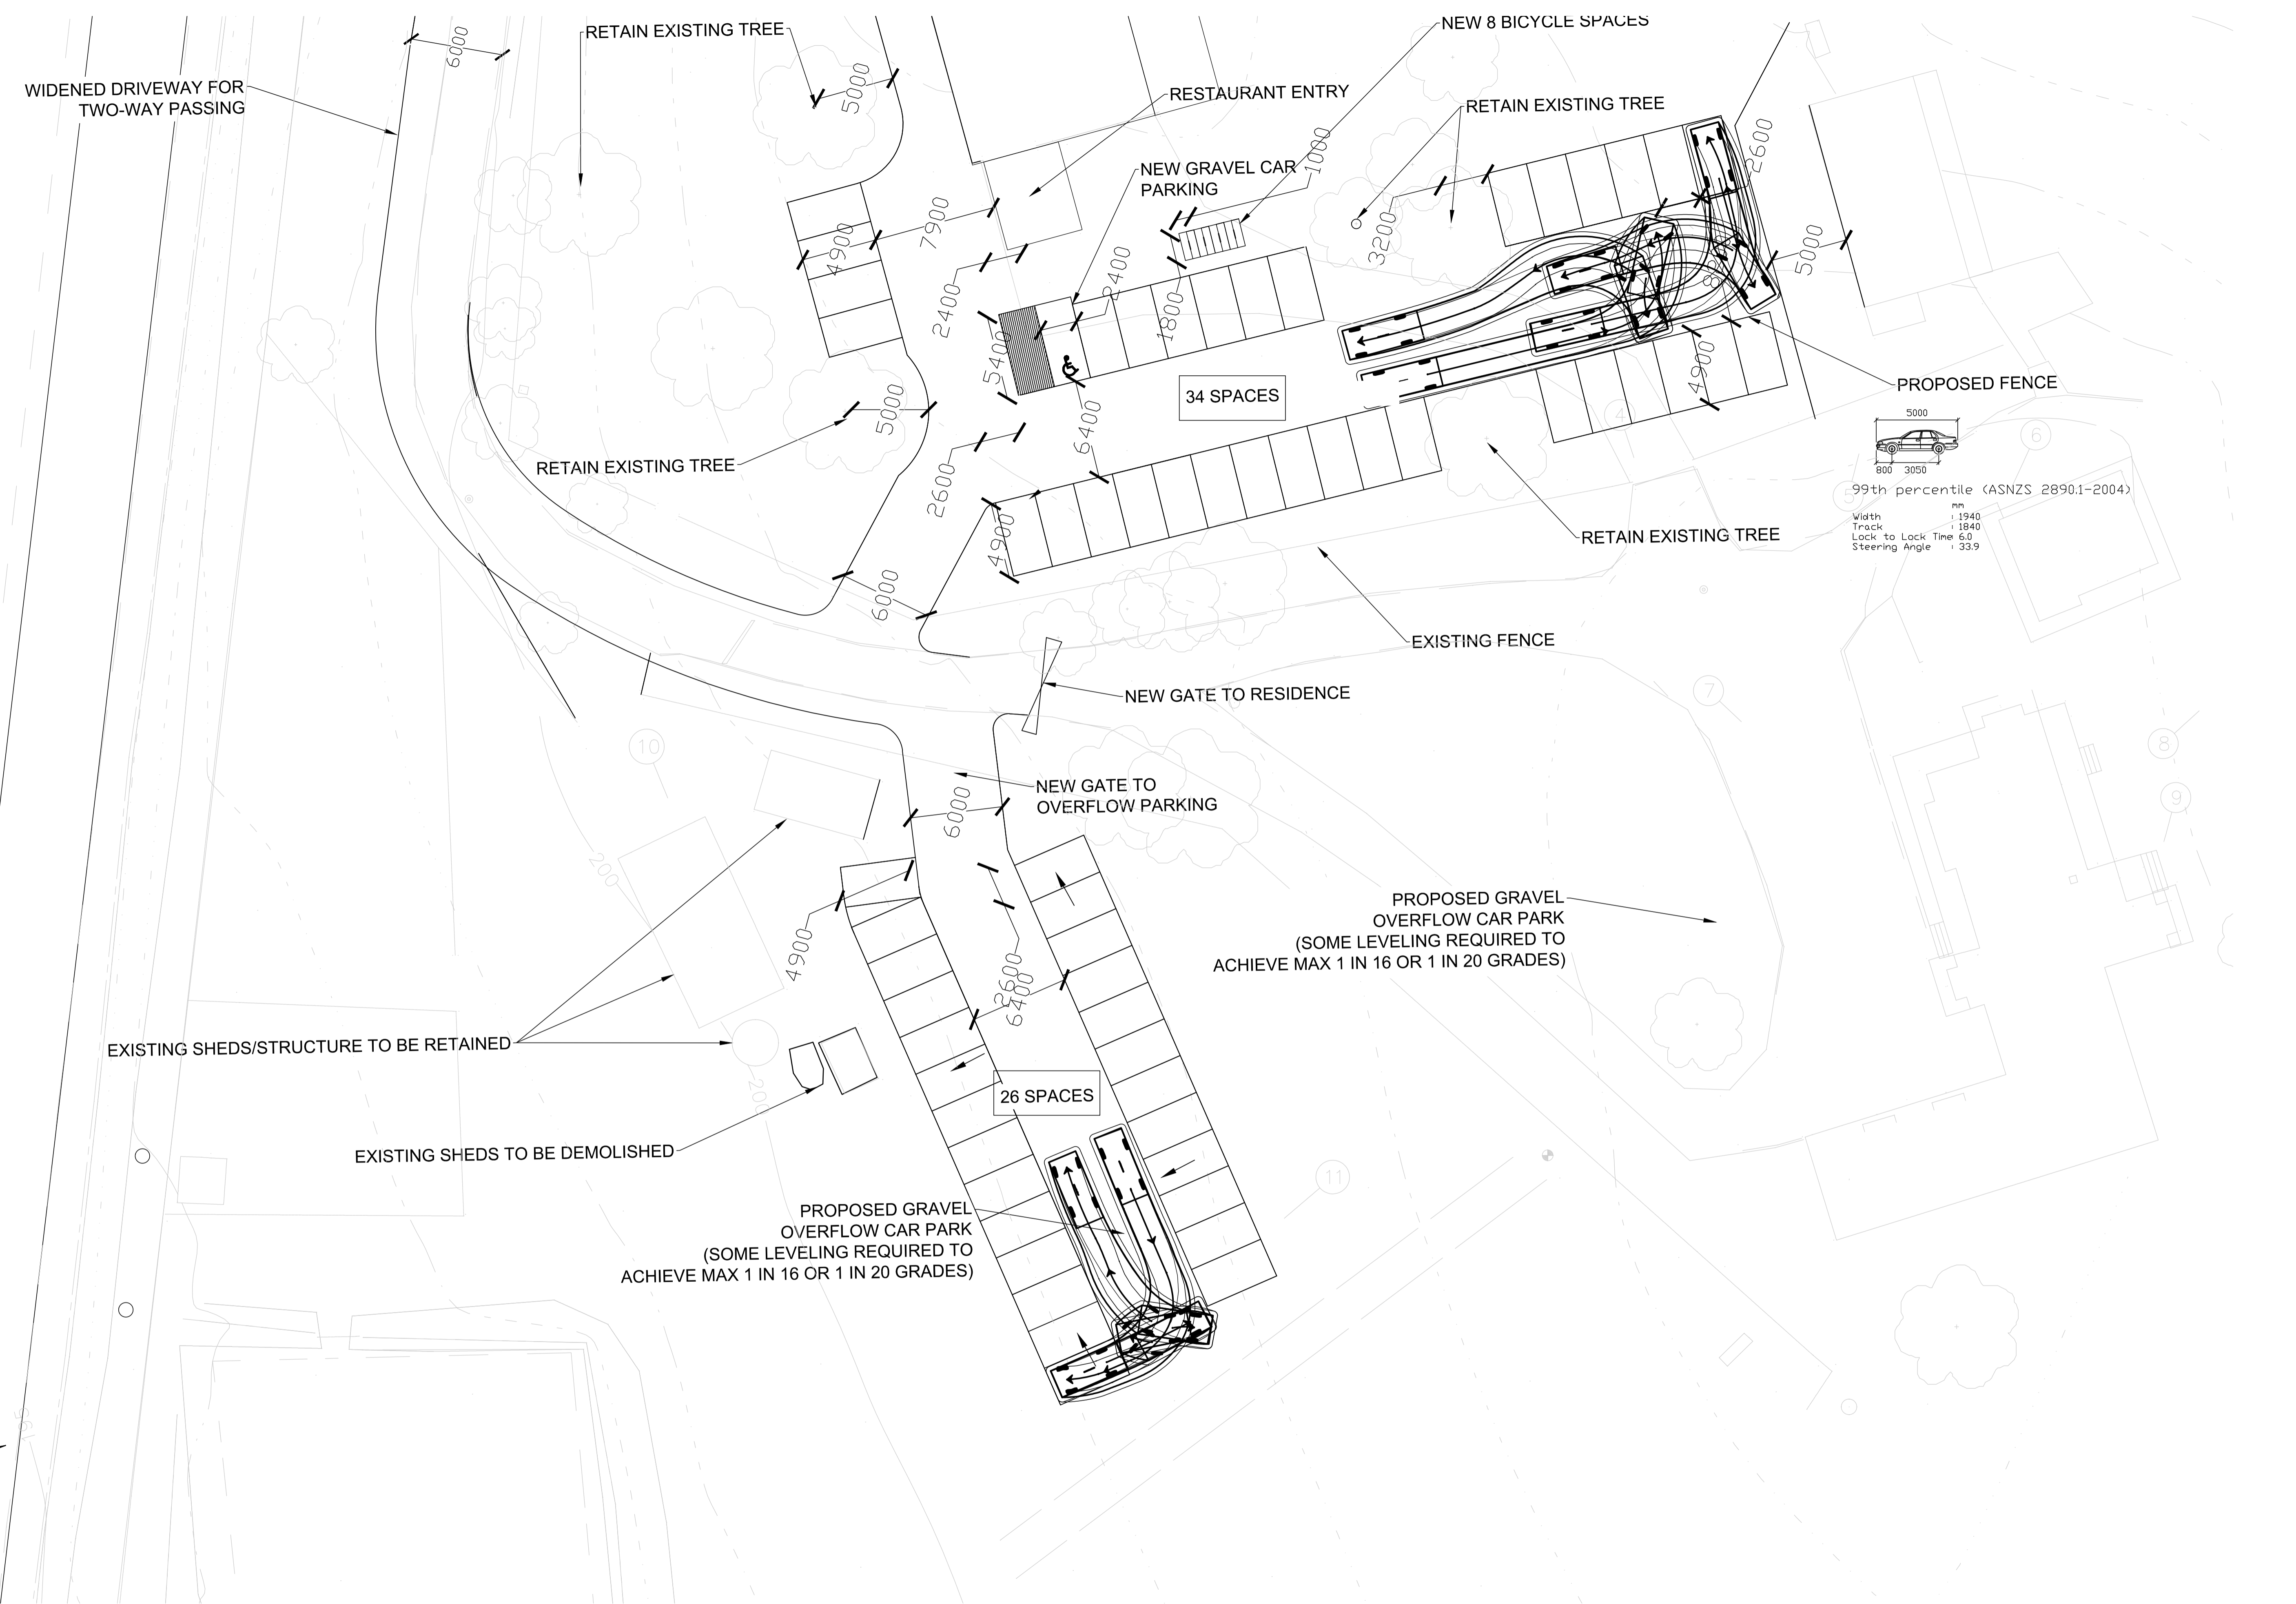 NEW 8 BICYCLE SPACES
RETAIN EXISTING TREE
6000
WIDENED DRIVEWAY FOR
TWO-WAY PASSING
5000
RESTAURANT ENTRY
RETAIN EXISTING TREE
1000
2600
NEW GRAVEL CAR
PARKING
7900
4900
3200
5000
2400
2400
1800
5400
4900
34 SPACES
PROPOSED FENCE
5000
6400
5000
4
6
800 3050
RETAIN EXISTING TREE
2600
5
99th percentile (ASNZS 2890.1-2004)
mm
Width : 1940
Track : 1840
Lock to Lock Time : 6.0
Steering Angle : 33.9
4900
RETAIN EXISTING TREE
6000
EXISTING FENCE
NEW GATE TO RESIDENCE
7
10
8
NEW GATE TO
OVERFLOW PARKING
6000
9
200
PROPOSED GRAVEL
OVERFLOW CAR PARK
(SOME LEVELING REQUIRED TO
ACHIEVE MAX 1 IN 16 OR 1 IN 20 GRADES)
4900
2600
6400
EXISTING SHEDS/STRUCTURE TO BE RETAINED
200
26 SPACES
EXISTING SHEDS TO BE DEMOLISHED
11
PROPOSED GRAVEL
OVERFLOW CAR PARK
(SOME LEVELING REQUIRED TO
ACHIEVE MAX 1 IN 16 OR 1 IN 20 GRADES)